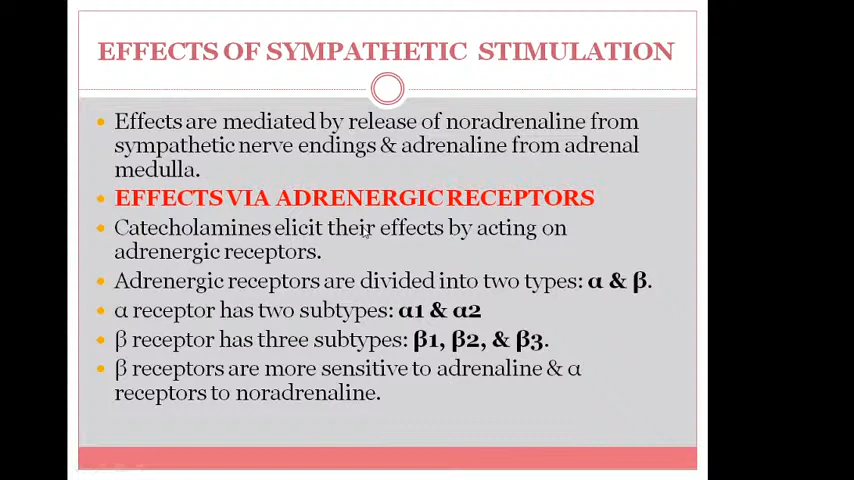 EFFECTS OF SYMPATHETIC STIMULATION
Effects are mediated by release of noradrenaline from
sympathetic nerve endings & adrenaline from adrenal
medulla.
EFFECTS VIA ADRENERGIC RECEPTORS
Catecholamines elicit their effects by acting on
adrenergic receptors.
Adrenergic receptors are divided into two types: α & β.
α receptor has two subtypes: α1 & α2
β receptor has three subtypes: β1, β2, & β3.
β receptors are more sensitive to adrenaline & α
receptors to noradrenaline.